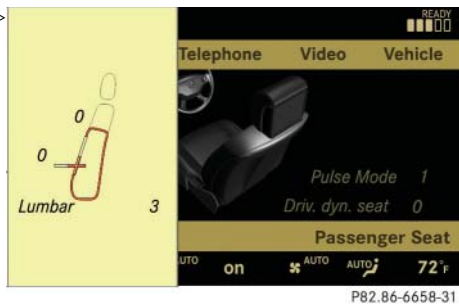 READY
Telephone Video Vehicle
0
0
Pulse Mode 1
Lumbar 3 Driv. dyn. seat 0
Passenger Seat
UTO on AUTO AUTO 72°F
P82.86-6658-31